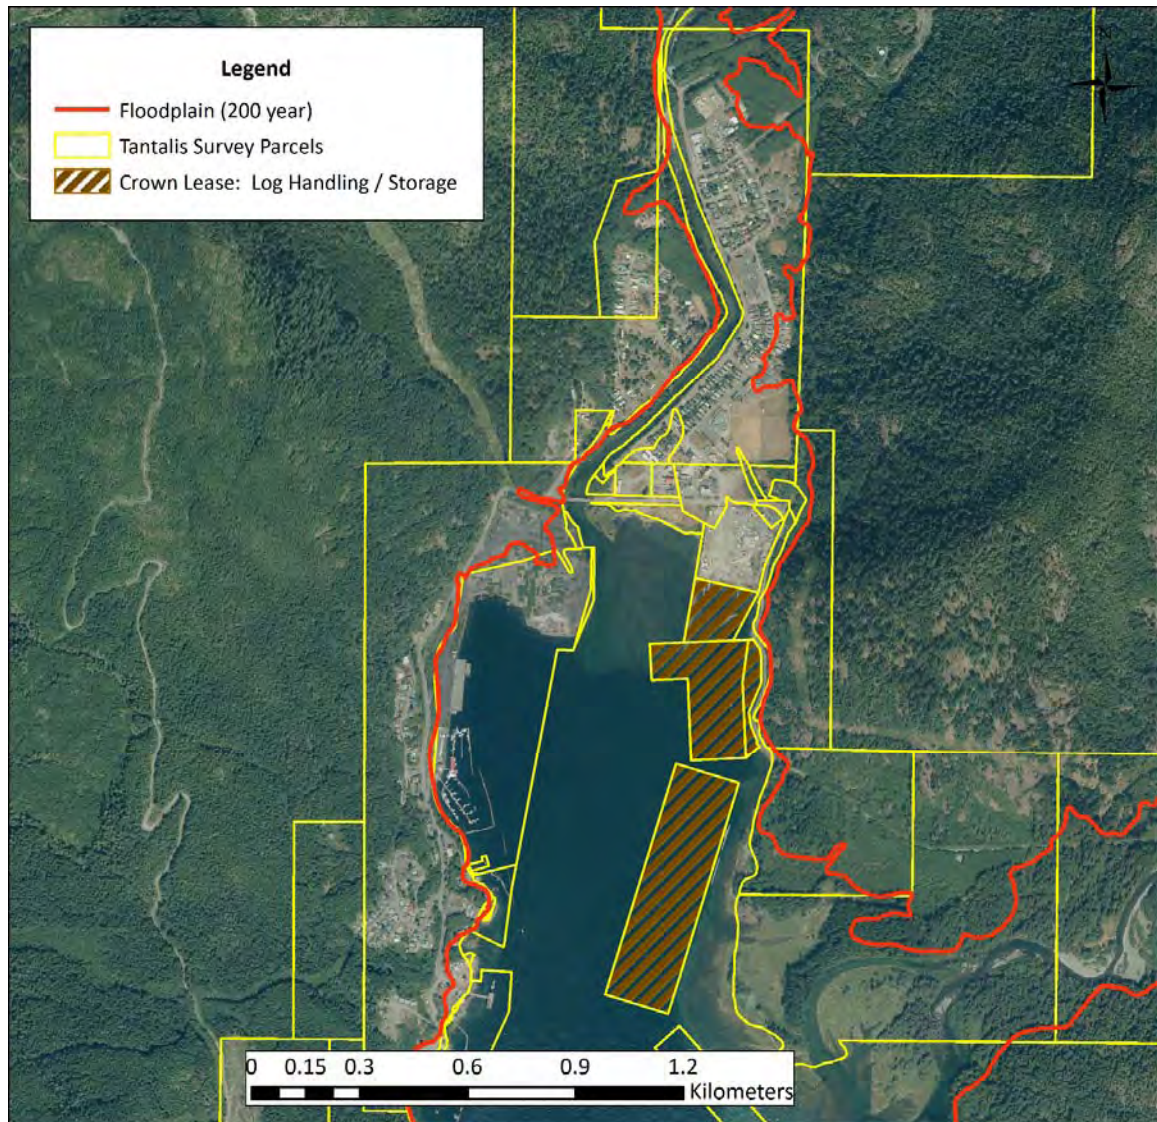 Legend
Floodplain (200 year)
Tantalis Survey Parcels
Crown Lease: Log Handling / Storage
N
0 0.15 0.3 0.6 0.9 1.2
Kilometers